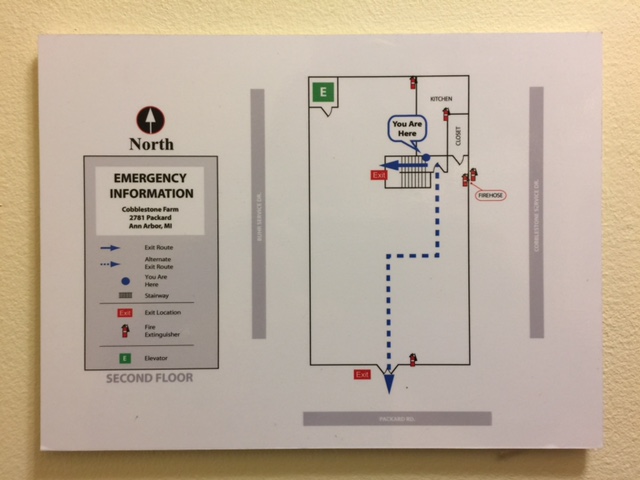 North
EMERGENCY
INFORMATION
Cobblestone Farm
2781 Packard
Ann Arbor, MI
Exit Route
Alternate
Exit Route
You Are
Here
Stairway
Exit
Exit Location
Fire
Extinguisher
E
Elevator
SECOND FLOOR
E
KITCHEN
CLOSET
You Are
Here
Exit
FIREHOSE
Exit
COBBLESTONE SERVICE DR.
PACKARD RD.